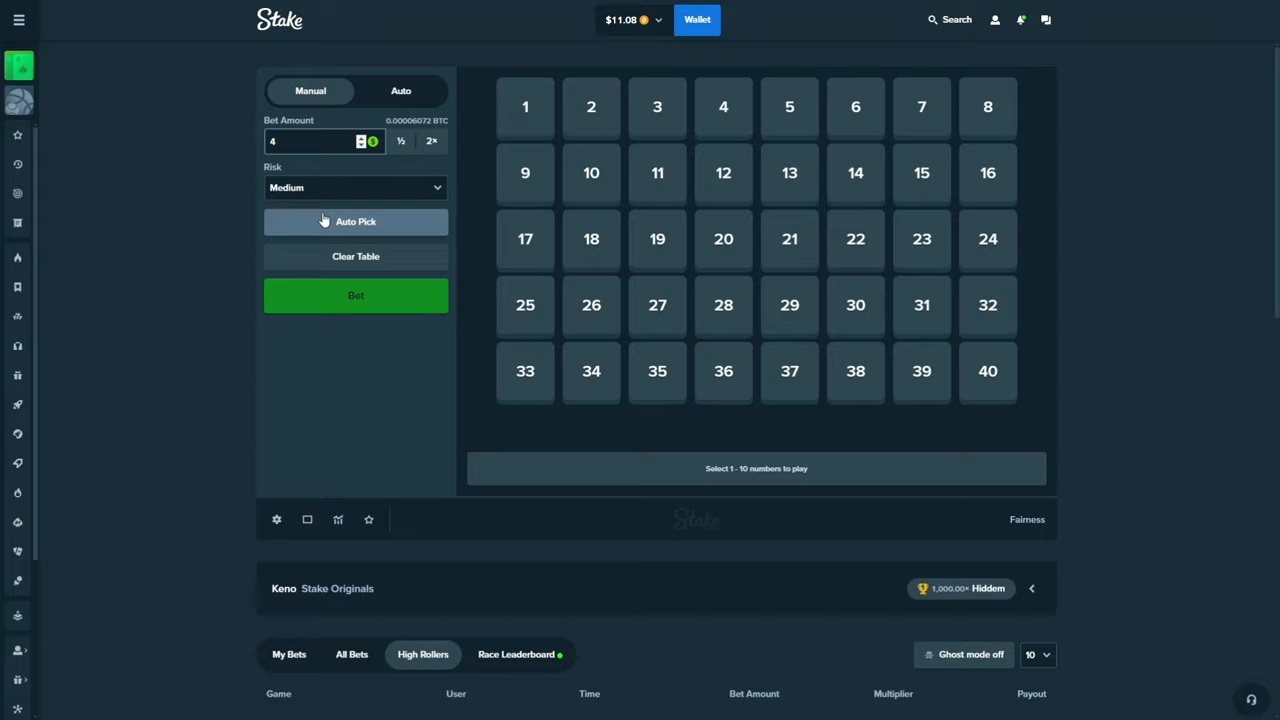 Stake
$11.08
Wallet
Search
Manual Auto
Bet Amount 0.00006072 BTC
4 ½ 2×
Risk
Medium
Auto Pick
Clear Table
Bet
1 2 3 4 5 6 7 8
9 10 11 12 13 14 15 16
17 18 19 20 21 22 23 24
25 26 27 28 29 30 31 32
33 34 35 36 37 38 39 40
Select 1 - 10 numbers to play
Stake
Fairness
Keno Stake Originals
1,000.00× Hidden
My Bets All Bets High Rollers Race Leaderboard
Ghost mode off 10
Game User Time Bet Amount Multiplier Payout